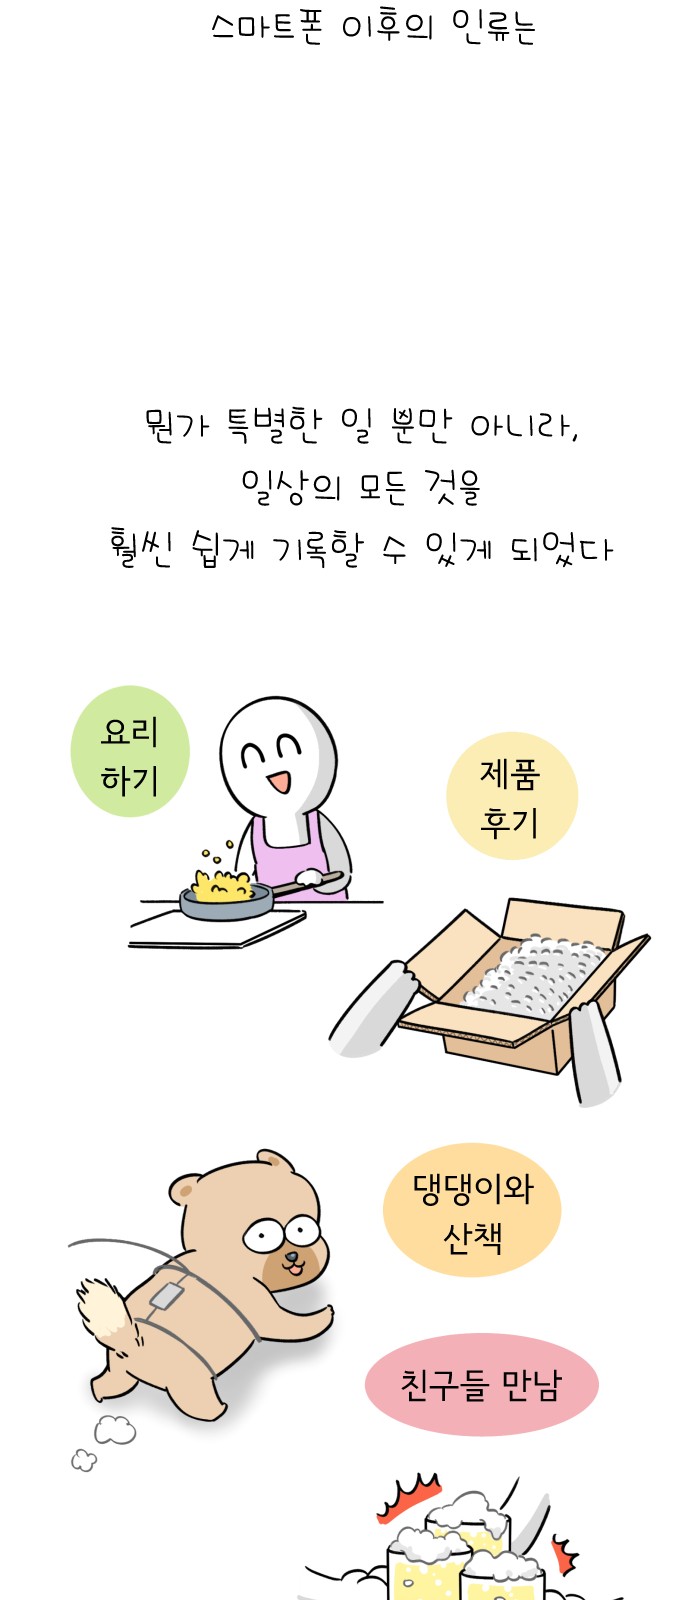 스마트폰 이후의 인류는
뭔가 특별한 일 뿐만 아니라,
일상의 모든 것을
훨씬 쉽게 기록할 수 있게 되었다
요리
하기
제품
후기
댕댕이와
산책
친구들 만남